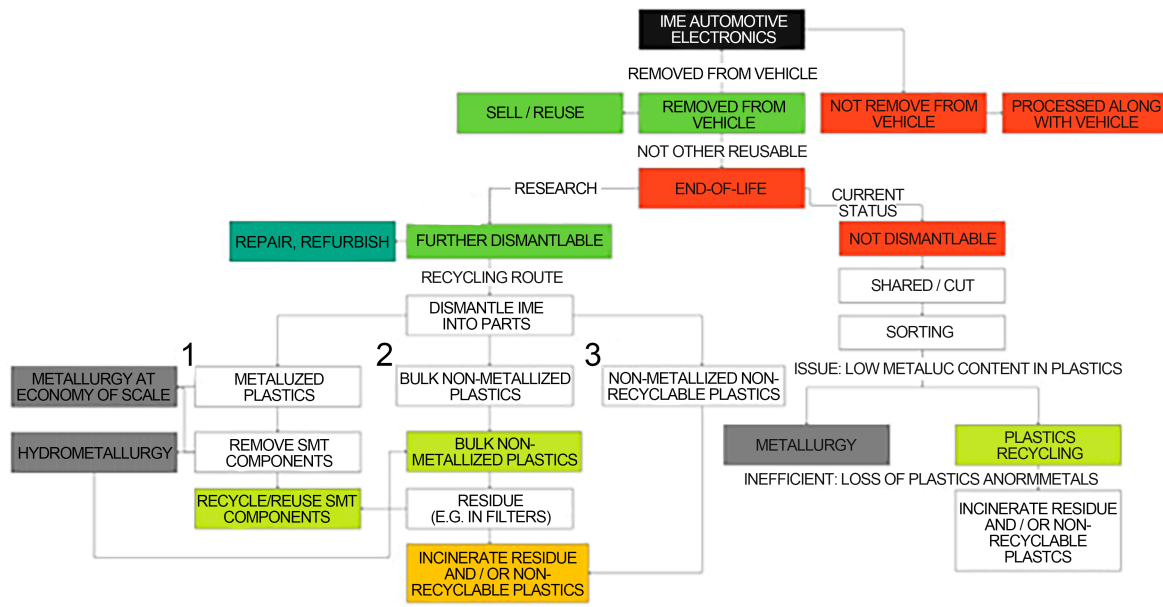 IME AUTOMOTIVE
ELECTRONICS
REMOVED FROM VEHICLE
SELL / REUSE
REMOVED FROM
VEHICLE
NOT REMOVE FROM
VEHICLE
PROCESSED ALONG
WITH VEHICLE
NOT OTHER REUSABLE
RESEARCH
END-OF-LIFE
CURRENT
STATUS
REPAIR, REFURBISH
FURTHER DISMANTLABLE
NOT DISMANTLABLE
RECYCLING ROUTE
SHARED / CUT
DISMANTLE IME
INTO PARTS
SORTING
1
2
3
ISSUE: LOW METALUC CONTENT IN PLASTICS
METALLURGY AT
ECONOMY OF SCALE
METALUZED
PLASTICS
BULK NON-METALLIZED
PLASTICS
NON-METALLIZED NON-
RECYCLABLE PLASTICS
HYDROMETALLURGY
REMOVE SMT
COMPONENTS
BULK NON-
METALLIZED PLASTICS
METALLURGY
PLASTICS
RECYCLING
INEFFICIENT: LOSS OF PLASTICS ANORMMETALS
RECYCLE/REUSE SMT
COMPONENTS
RESIDUE
(E.G. IN FILTERS)
INCINERATE RESIDUE
AND / OR NON-
RECYCLABLE
PLASTCS
INCINERATE RESIDUE
AND / OR NON-
RECYCLABLE PLASTICS